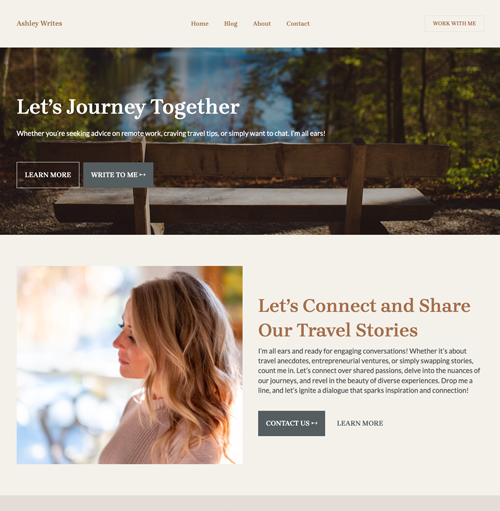 Ashley Writes
Home Blog About Contact
WORK WITH ME
Let's Journey Together
Whether you're seeking advice on remote work, craving travel tips, or simply want to chat. I'm all ears!
LEARN MORE
WRITE TO ME ↦
Let's Connect and Share
Our Travel Stories
I'm all ears and ready for engaging conversations! Whether it's about
travel anecdotes, entrepreneurial ventures, or simply swapping stories,
count me in. Let's connect over shared passions, delve into the nuances of
our journeys, and revel in the beauty of diverse experiences. Drop me a
line, and let's ignite a dialogue that sparks inspiration and connection!
CONTACT US ↦
LEARN MORE